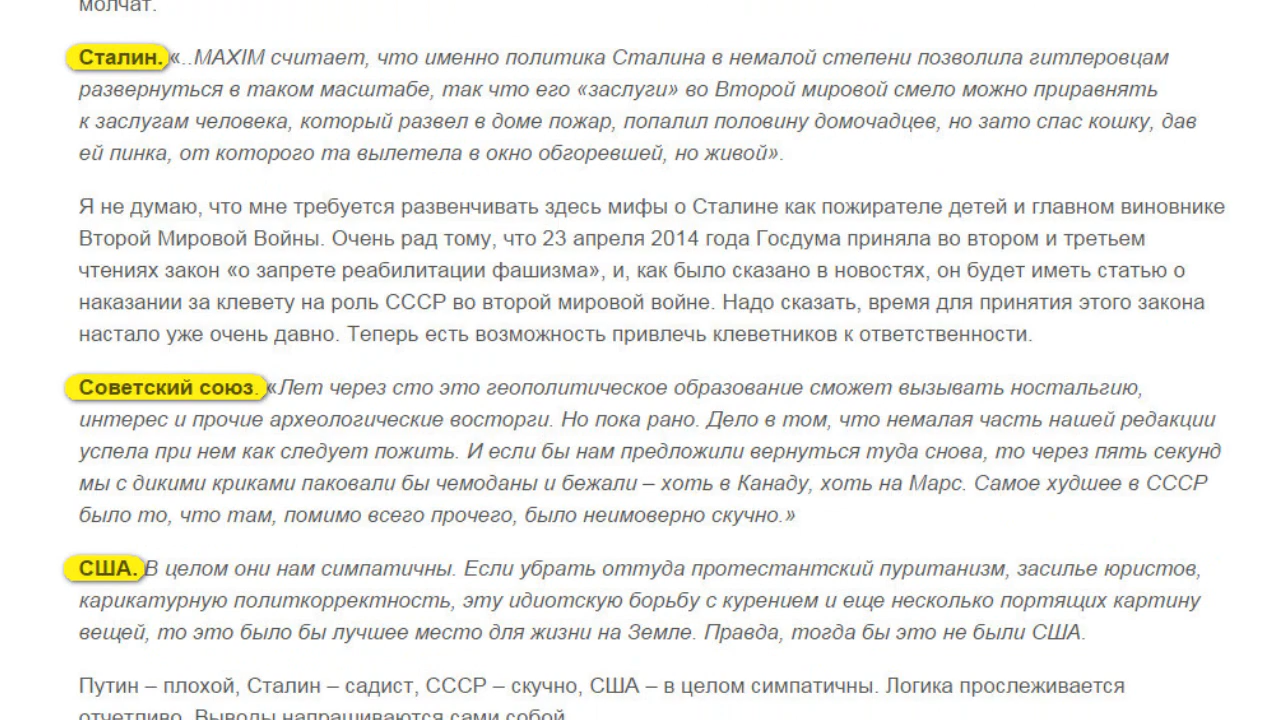 молчат.
Сталин. «..MAXIM считает, что именно политика Сталина в немалой степени позволила гитлеровцам
развернуться в таком масштабе, так что его «заслуги» во Второй мировой смело можно приравнять
к заслугам человека, который развел в доме пожар, попалил половину домочадцев, но зато спас кошку, дав
ей пинка, от которого та вылетела в окно обгоревшей, но живой».
Я не думаю, что мне требуется развенчивать здесь мифы о Сталине как пожирателе детей и главном виновнике
Второй Мировой Войны. Очень рад тому, что 23 апреля 2014 года Госдума приняла во втором и третьем
чтениях закон «о запрете реабилитации фашизма», и, как было сказано в новостях, он будет иметь статью о
наказании за клевету на роль СССР во второй мировой войне. Надо сказать, время для принятия этого закона
настало уже очень давно. Теперь есть возможность привлечь клеветников к ответственности.
Советский союз. «Лет через сто это геополитическое образование сможет вызывать ностальгию,
интерес и прочие археологические восторги. Но пока рано. Дело в том, что немалая часть нашей редакции
успела при нем как следует пожить. И если бы нам предложили вернуться туда снова, то через пять секунд
мы с дикими криками паковали бы чемоданы и бежали – хоть в Канаду, хоть на Марс. Самое худшее в СССР
было то, что там, помимо всего прочего, было неимоверно скучно.»
США. В целом они нам симпатичны. Если убрать оттуда протестантский пуританизм, засилье юристов,
карикатурную политкорректность, эту идиотскую борьбу с курением и еще несколько портящих картину
вещей, то это было бы лучшее место для жизни на Земле. Правда, тогда бы это не были США.
Путин – плохой, Сталин – садист, СССР – скучно, США – в целом симпатичны. Логика прослеживается
отчетливо. Выводы напрашиваются сами собой.